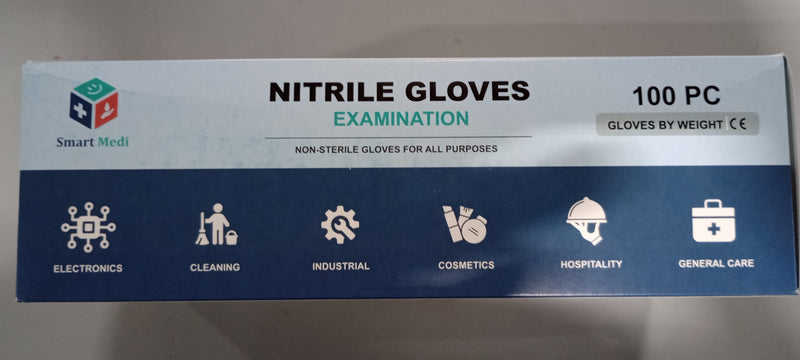 NITRILE GLOVES
EXAMINATION
NON-STERILE GLOVES FOR ALL PURPOSES
Smart Medi
100 PC
GLOVES BY WEIGHT CE
ELECTRONICS
CLEANING
INDUSTRIAL
COSMETICS
HOSPITALITY
GENERAL CARE